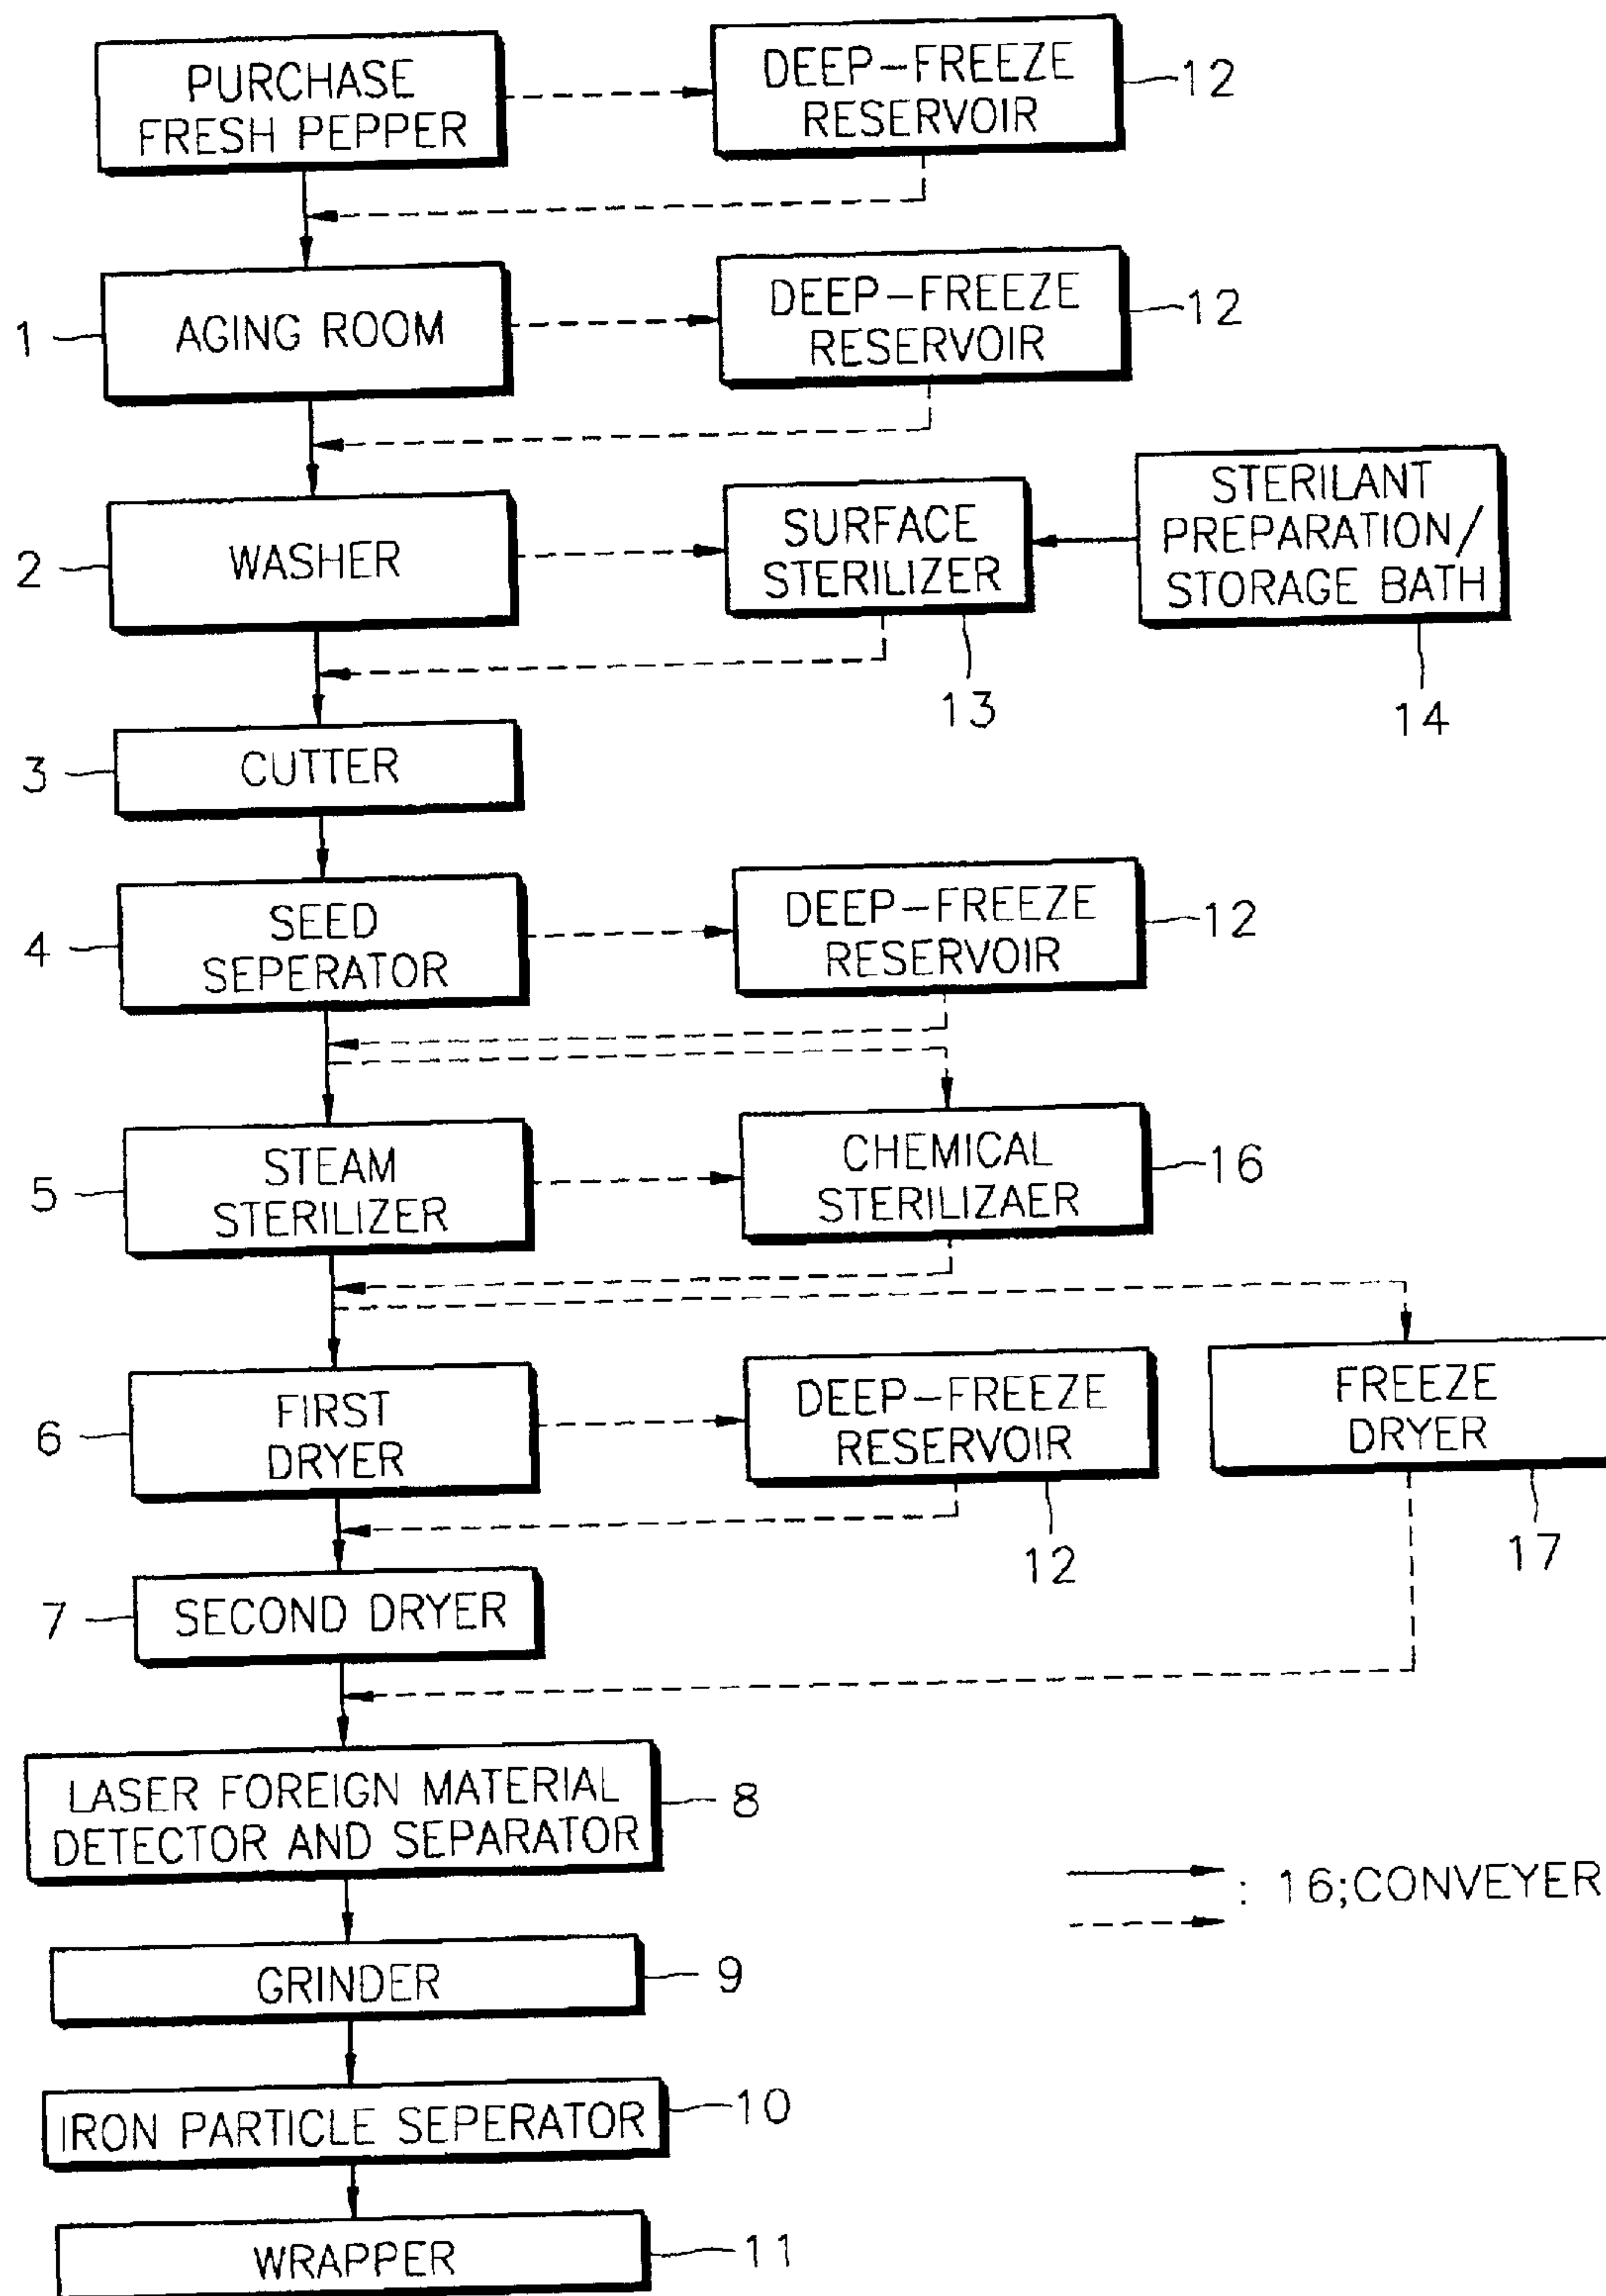 PURCHASE
FRESH PEPPER
DEEP-FREEZE
RESERVOIR
12
1
AGING ROOM
DEEP-FREEZE
RESERVOIR
12
2
WASHER
SURFACE
STERILIZER
13
STERILANT
PREPARATION/
STORAGE BATH
14
3
CUTTER
4
SEED
SEPERATOR
DEEP-FREEZE
RESERVOIR
12
5
STEAM
STERILIZER
CHEMICAL
STERILIZAER
16
6
FIRST
DRYER
DEEP-FREEZE
RESERVOIR
12
FREEZE
DRYER
17
7
SECOND DRYER
LASER FOREIGN MATERIAL
DETECTOR AND SEPARATOR
8
: 16;CONVEYER
GRINDER
9
IRON PARTICLE SEPERATOR
10
WRAPPER
11